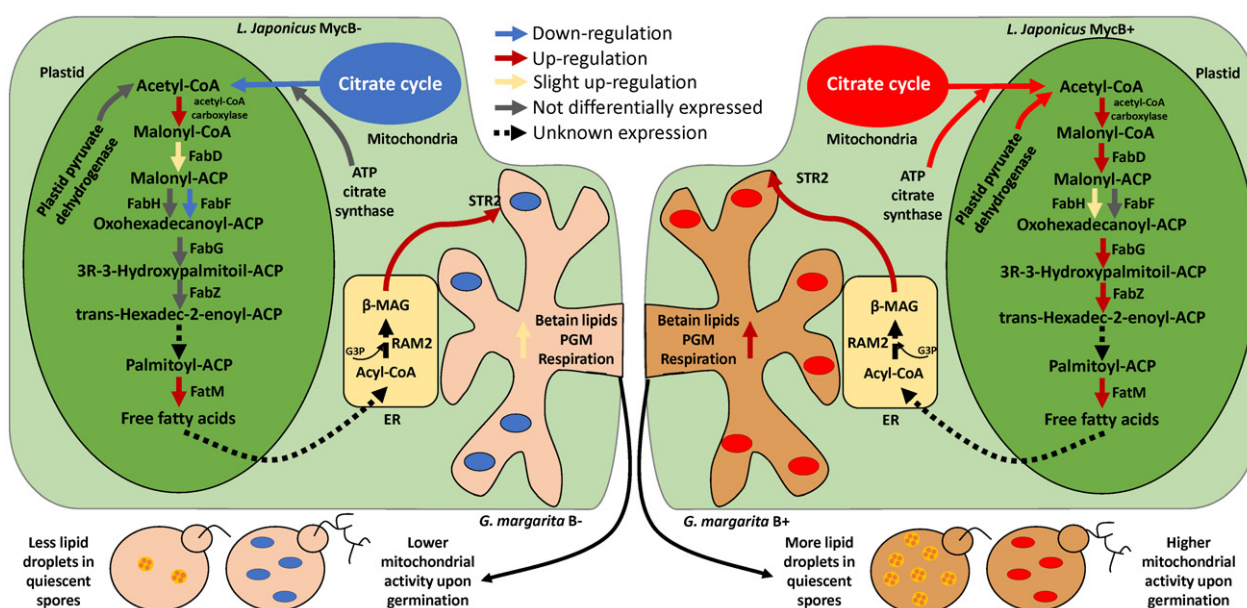 L. Japonicus MycB-
Plastid
Acetyl-CoA
acetyl-CoA
carboxylase
Malonyl-CoA
FabD
Malonyl-ACP
FabH
FabF
Oxohexadecanoyl-ACP
FabG
3R-3-Hydroxypalmitoil-ACP
FabZ
trans-Hexadec-2-enoyl-ACP
Palmitoyl-ACP
FatM
Free fatty acids
Plastid pyruvate
dehydrogenase
Citrate cycle
Mitochondria
ATP
citrate
synthase
STR2
β-MAG
G3P
RAM2
Acyl-CoA
ER
Betain lipids
PGM
Respiration
G. margarita B-
Less lipid
droplets in
quiescent
spores
Lower
mitochondrial
activity upon
germination
Down-regulation
Up-regulation
Slight up-regulation
Not differentially expressed
Unknown expression
L. Japonicus MycB+
Plastid
Citrate cycle
Mitochondria
ATP
citrate
synthase
Plastid pyruvate
dehydrogenase
Acetyl-CoA
acetyl-CoA
carboxylase
Malonyl-CoA
FabD
Malonyl-ACP
FabH
FabF
Oxohexadecanoyl-ACP
FabG
3R-3-Hydroxypalmitoil-ACP
FabZ
trans-Hexadec-2-enoyl-ACP
Palmitoyl-ACP
FatM
Free fatty acids
STR2
β-MAG
RAM2
G3P
Acyl-CoA
ER
Betain lipids
PGM
Respiration
G. margarita B+
More lipid
droplets in
quiescent
spores
Higher
mitochondrial
activity upon
germination